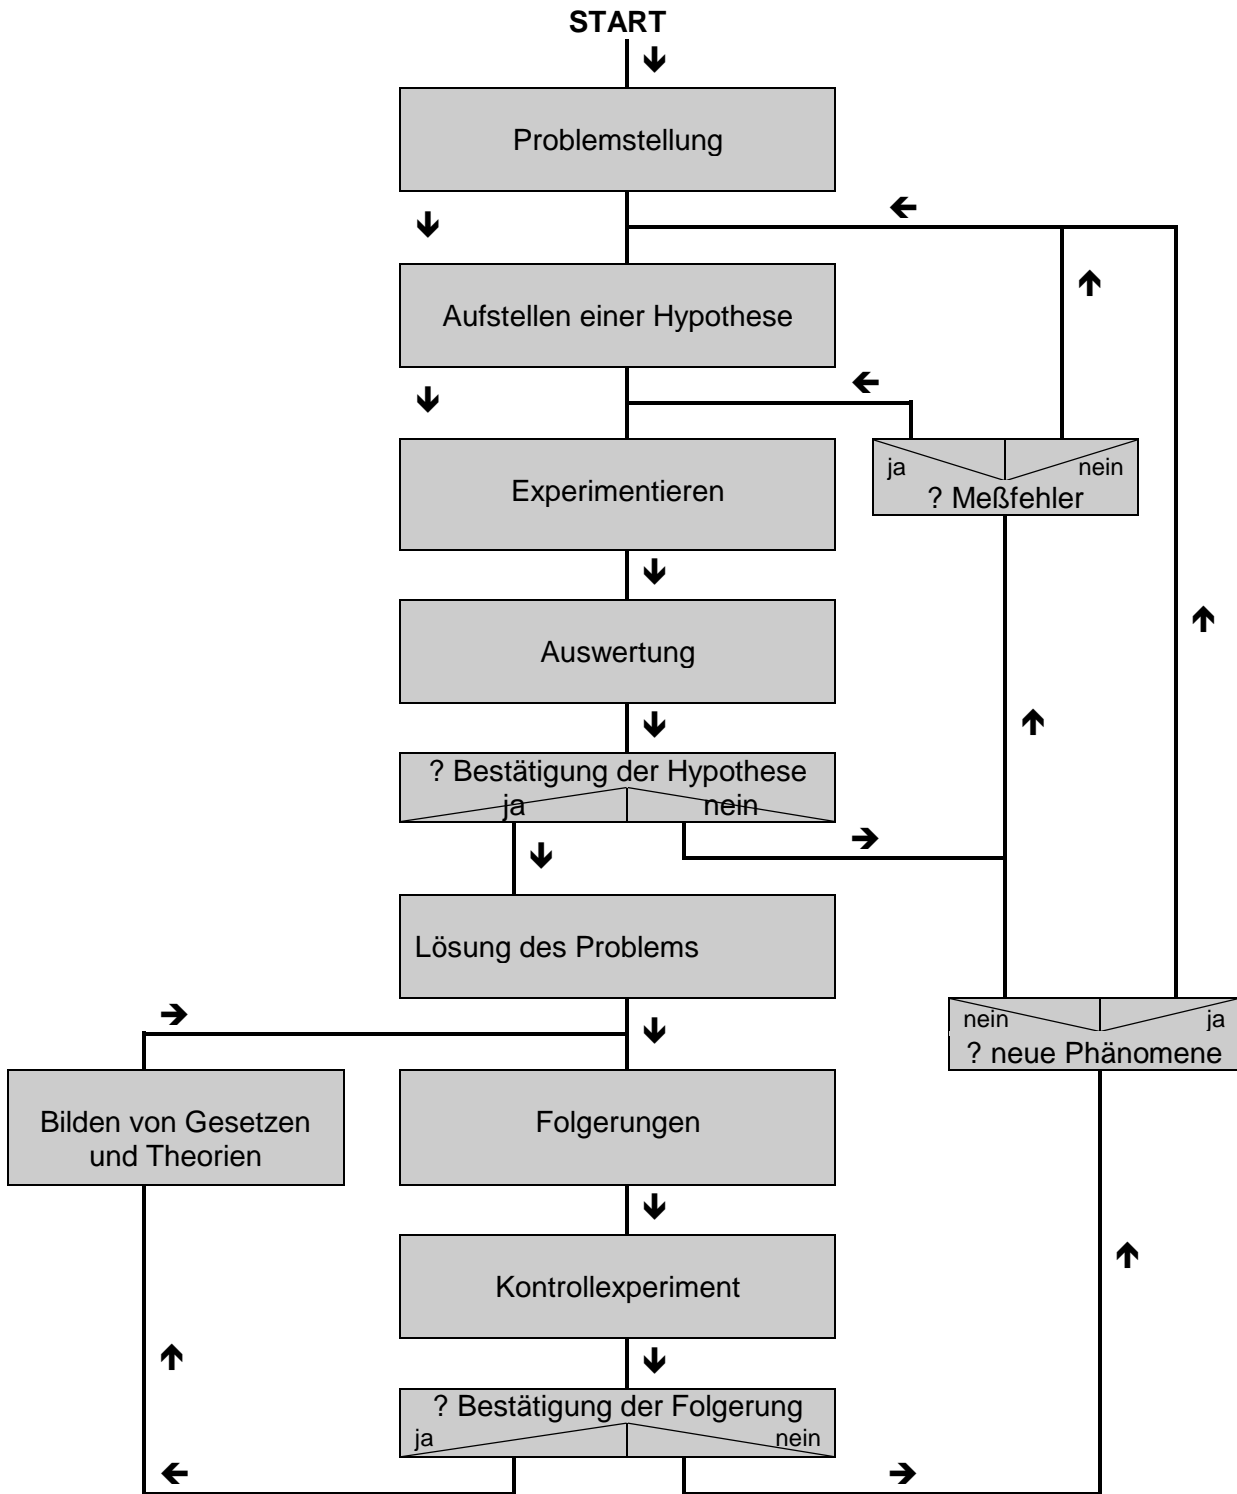 START
Problemstellung
Aufstellen einer Hypothese
ja
nein
? Meßfehler
Experimentieren
Auswertung
? Bestätigung der Hypothese
ja
nein
Lösung des Problems
nein
ja
? neue Phänomene
Bilden von Gesetzen
und Theorien
Folgerungen
Kontrollexperiment
? Bestätigung der Folgerung
ja
nein